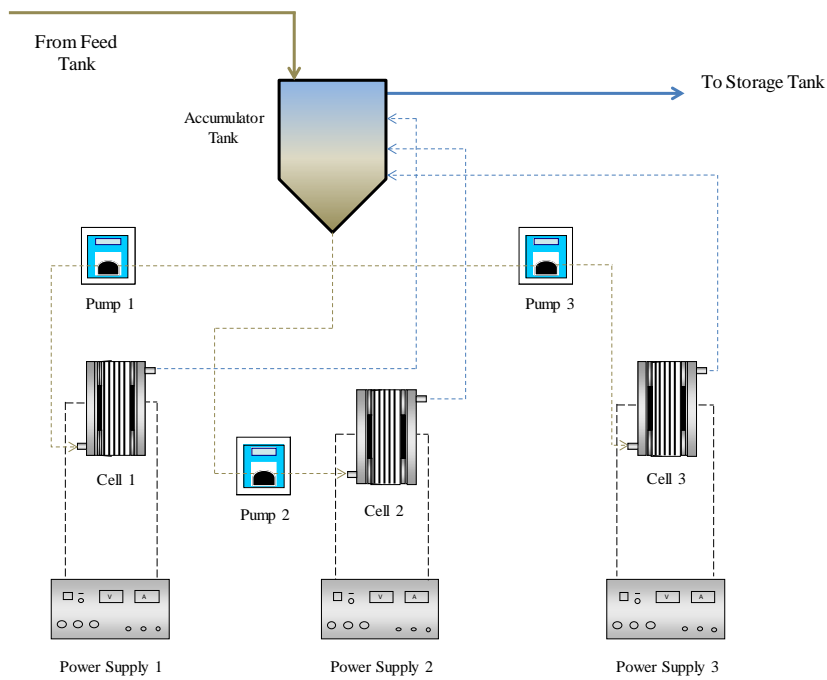 From Feed
Tank
To Storage Tank
Accumulator
Tank
Pump 1
Pump 3
Cell 1
Pump 2
Cell 2
Cell 3
V
A
V
A
V
A
Power Supply 1
Power Supply 2
Power Supply 3